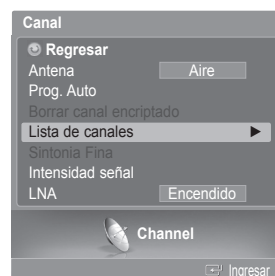 Canal
Regresar
Antena Aire
Prog. Auto
Borrar canal encriptado
Lista de canales
Sintonia Fina
Intensidad señal
LNA Encendido
Channel
Ingresar